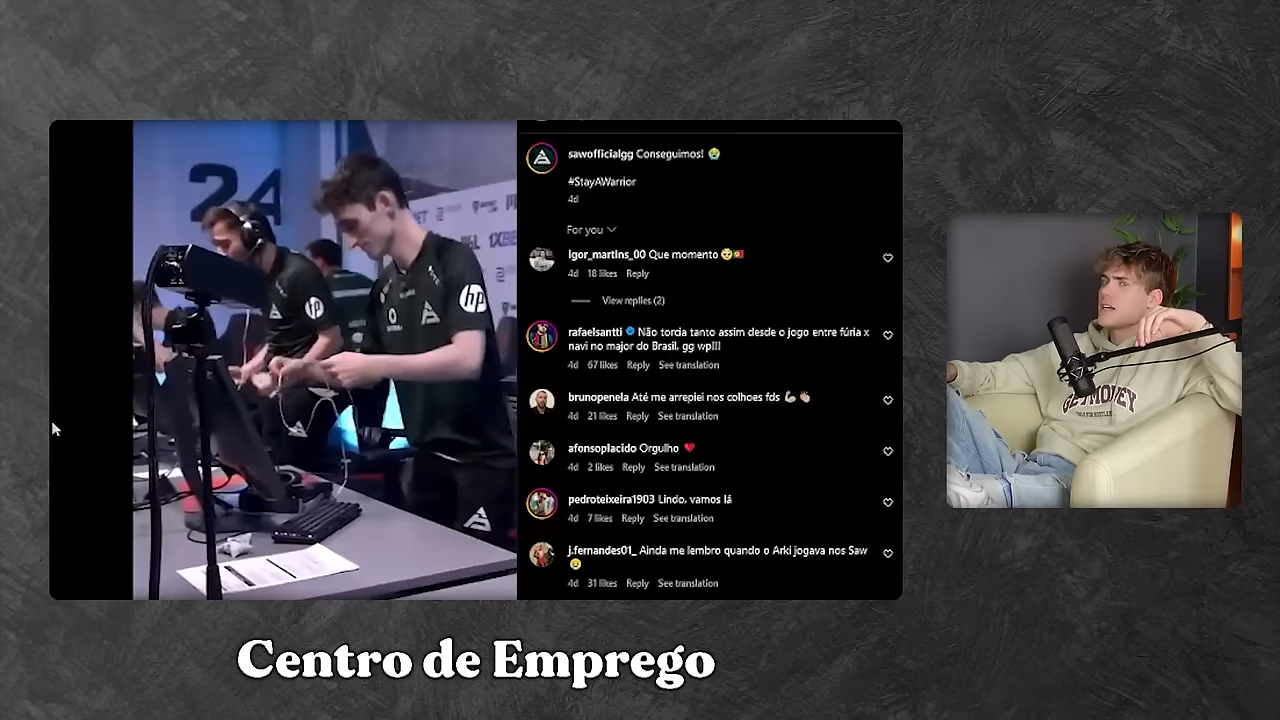 24
1XBE
hp
hp
sawofficialgg Conseguimos! 😭
#StayAWarrior
4d
For you
Igor_martins_00 Que momento 🥹🇵🇹
4d 18 likes Reply
View replies (2)
rafaelsantti Não torcia tanto assim desde o jogo entre fúria x
navi no major do Brasil, gg wp!!!
4d 67 likes Reply See translation
brunopenela Até me arrepiei nos colhoes fds 💪🏻👏🏻
4d 21 likes Reply See translation
afonsoplacido Orgulho ❤️
4d 2 likes Reply See translation
pedroteixeira1903 Lindo, vamos lá
4d 7 likes Reply See translation
j.fernandes01_ Ainda me lembro quando o Arki jogava nos Saw
😥
4d 31 likes Reply See translation
GETMONEY
Centro de Emprego